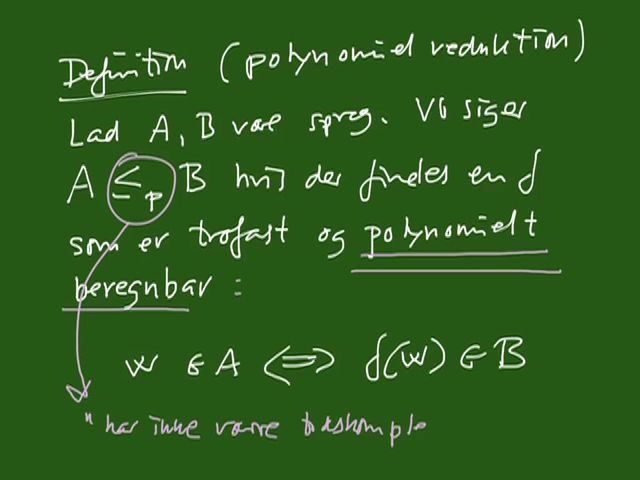 Definition (polynomiel reduktion)
Lad A, B være sprog. Vi siger
A ≤p B hvis der findes en f
som er trofast og polynomielt
beregnbar :
w ∈ A ⟺ f(w) ∈ B
"har ikke værre tidskomple